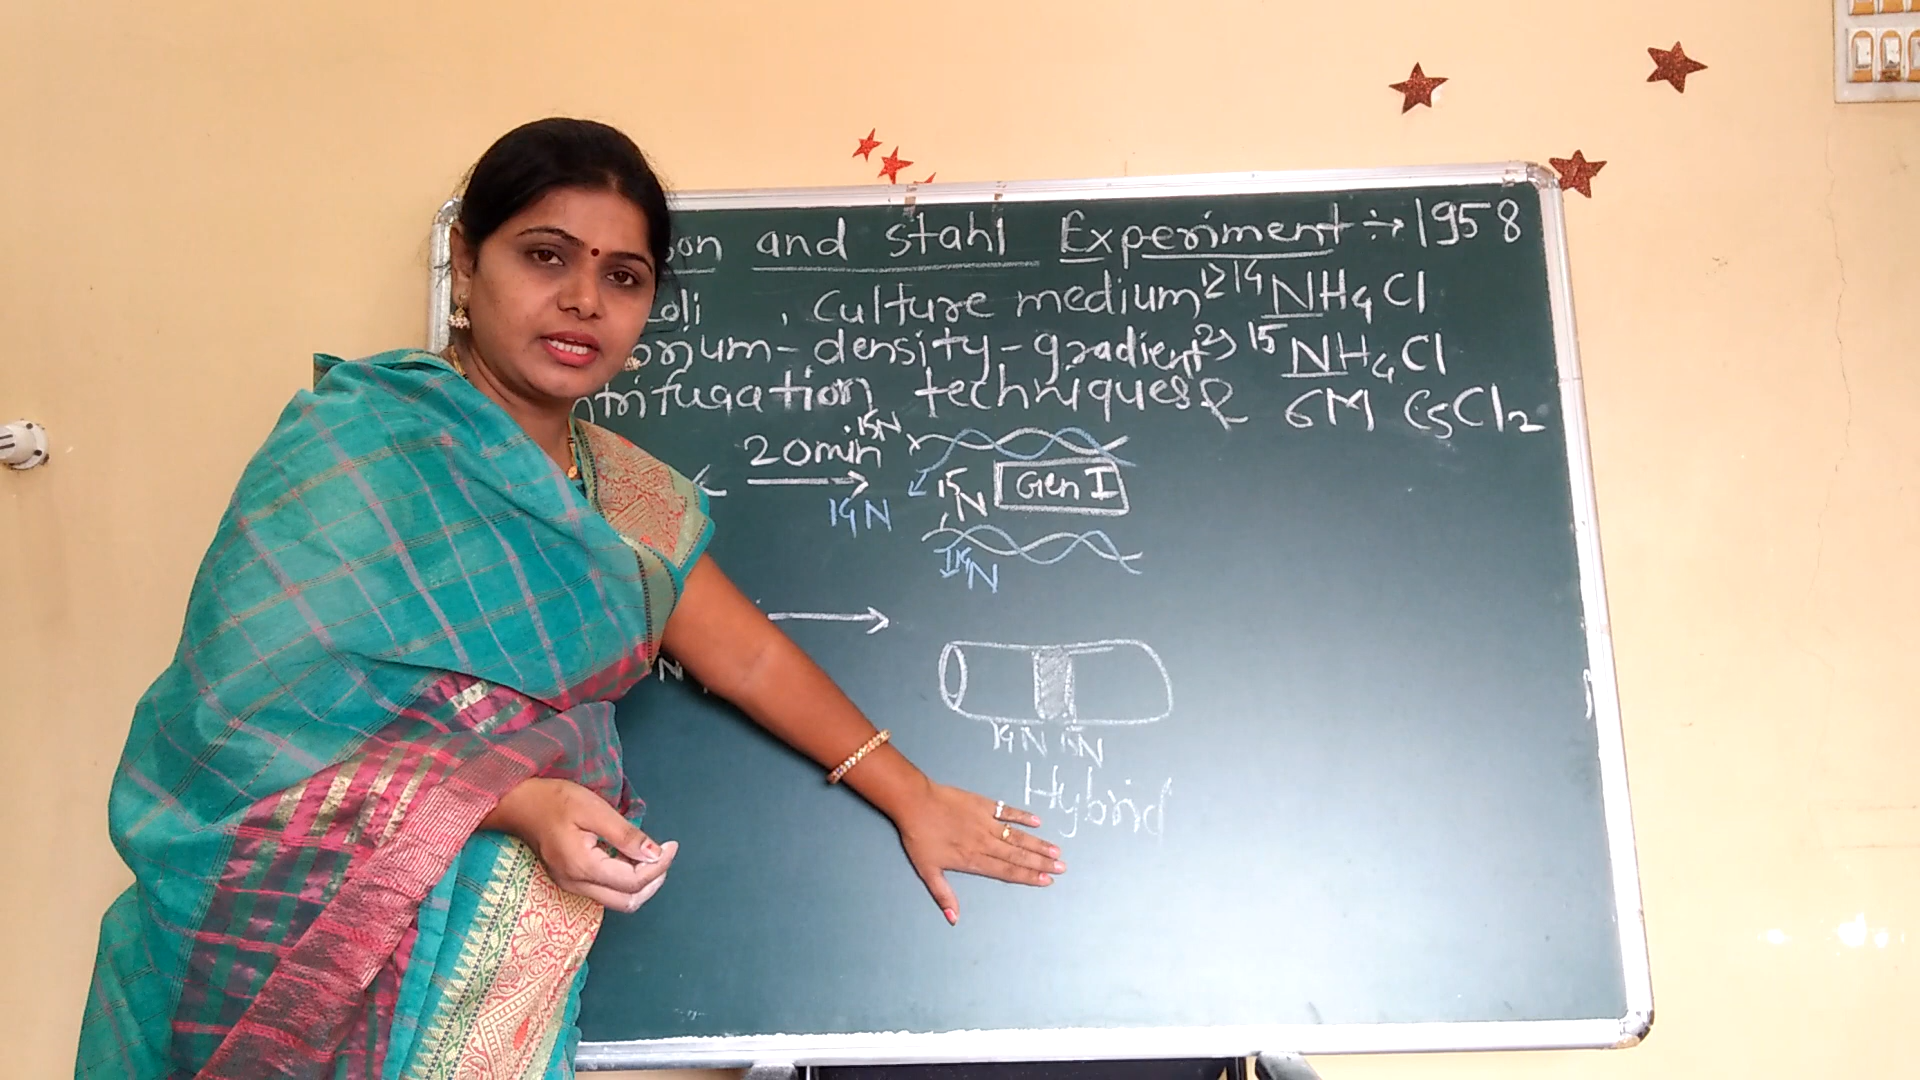 and Stahl Experiment :→ 1958
coli , Culture medium 1> ¹⁴NH₄Cl
density-gradient 2> ¹⁵NH₄Cl
techniques & 6M CsCl₂
20min ¹⁵N
¹⁴N
¹⁵N Gen I
¹⁴N
N
¹⁴N ¹⁵N
Hybrid